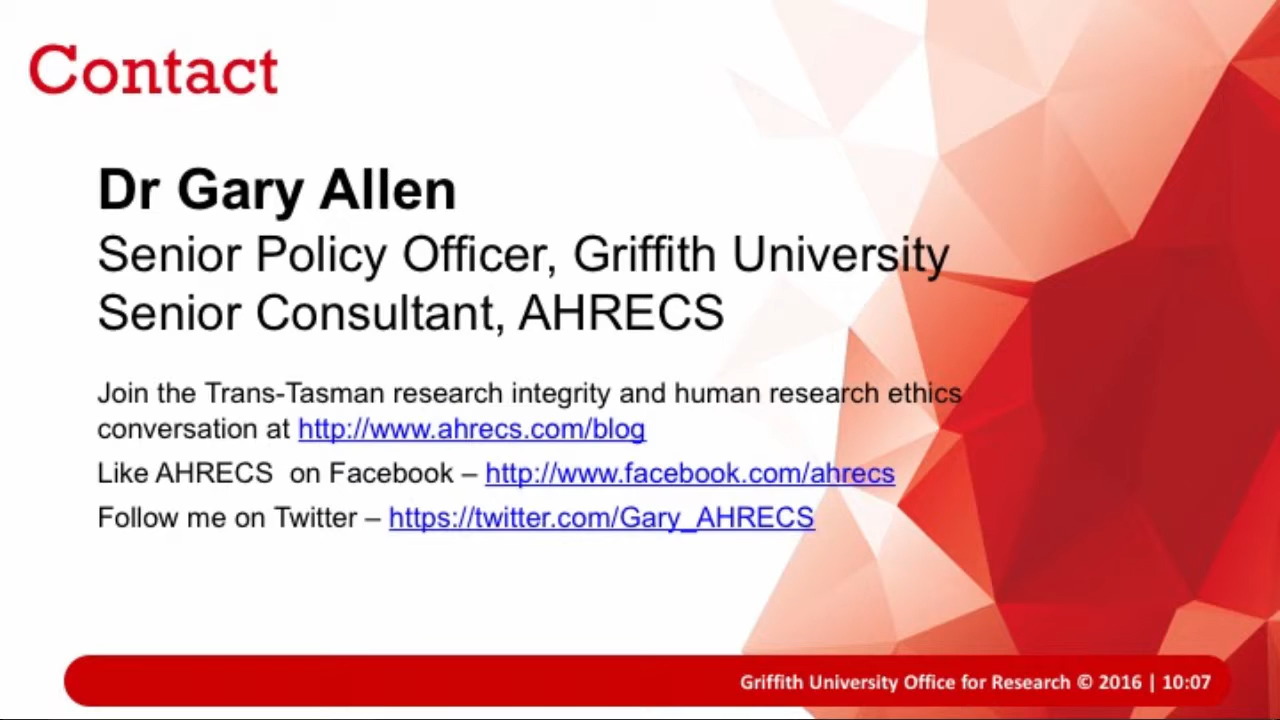 Contact
Dr Gary Allen
Senior Policy Officer, Griffith University
Senior Consultant, AHRECS
Join the Trans-Tasman research integrity and human research ethics
conversation at http://www.ahrecs.com/blog
Like AHRECS  on Facebook – http://www.facebook.com/ahrecs
Follow me on Twitter – https://twitter.com/Gary_AHRECS
Griffith University Office for Research © 2016 | 10:07